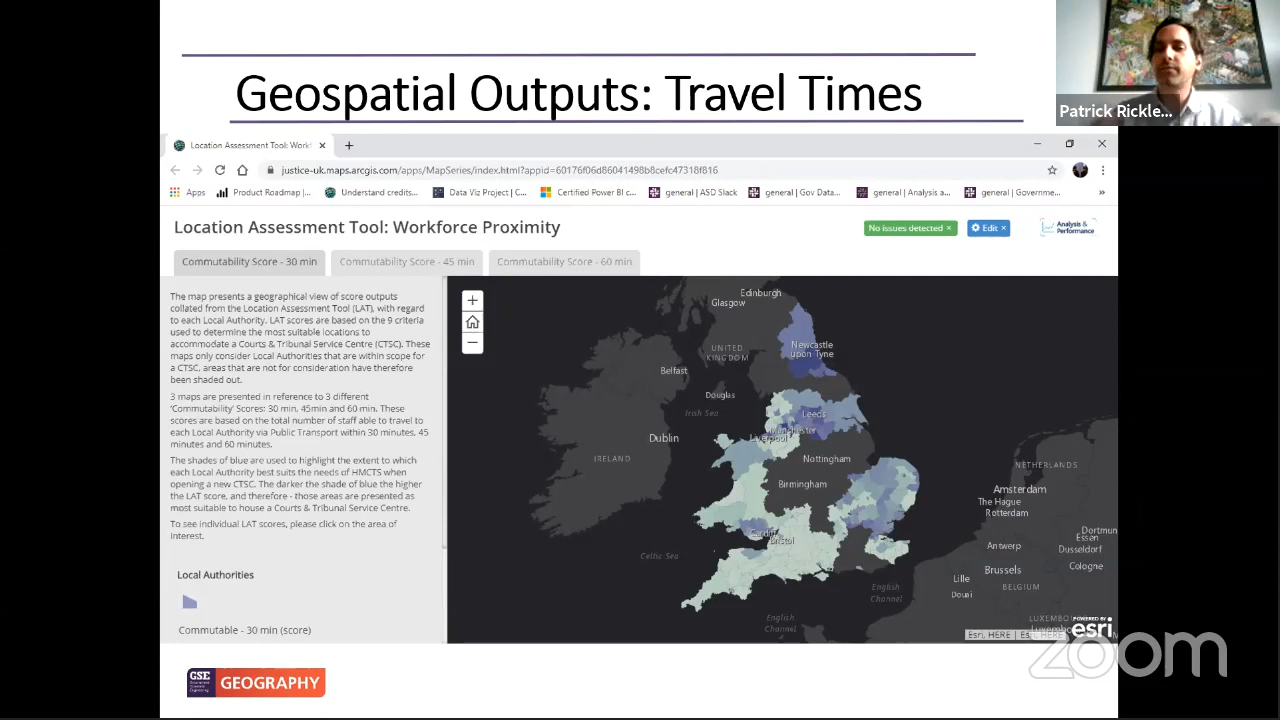 Geospatial Outputs: Travel Times
Patrick Rickle...
Location Assessment Tool: Work
justice-uk.maps.arcgis.com/apps/MapSeries/index.html?appid=60176f06d86041498b8cefc47318f816
Apps
Product Roadmap |...
Understand credits...
Data Viz Project | C...
Certified Power BI c...
general | ASD Slack
general | Gov Data...
general | Analysis a...
general | Governme...
»
Location Assessment Tool: Workforce Proximity
No issues detected ×
Edit ×
Analysis & Performance
Commutability Score - 30 min
Commutability Score - 45 min
Commutability Score - 60 min
The map presents a geographical view of score outputs
collated from the Location Assessment Tool (LAT), with regard
to each Local Authority. LAT scores are based on the 9 criteria
used to determine the most suitable locations to
accommodate a Courts & Tribunal Service Centre (CTSC). These
maps only consider Local Authorities that are within scope for
a CTSC, areas that are not for consideration have therefore
been shaded out.
3 maps are presented in reference to 3 different
'Commutability' Scores: 30 min, 45min and 60 min. These
scores are based on the total number of staff able to travel to
each Local Authority via Public Transport within 30 minutes, 45
minutes and 60 minutes.
The shades of blue are used to highlight the extent to which
each Local Authority best suits the needs of HMCTS when
opening a new CTSC. The darker the shade of blue the higher
the LAT score, and therefore - those areas are presented as
most suitable to house a Courts & Tribunal Service Centre.
To see individual LAT scores, please click on the area of
interest.
Local Authorities
Commutable - 30 min (score)
+
−
Edinburgh
Glasgow
UNITED
KINGDOM
Newcastle
upon Tyne
Belfast
Douglas
Irish Sea
Leeds
Manchester
Liverpool
Dublin
IRELAND
Nottingham
Birmingham
NETHERLANDS
Amsterdam
The Hague
Rotterdam
Cardiff
Bristol
Celtic Sea
Dortmun
Essen
Dusseldorf
Antwerp
Cologne
Brussels
Lille
BELGIUM
Douai
English
Channel
English
Channel
LUXEMBOU
POWERED BY
esri
Esri, HERE | Esri, HERE
zoom
GSE
GEOGRAPHY